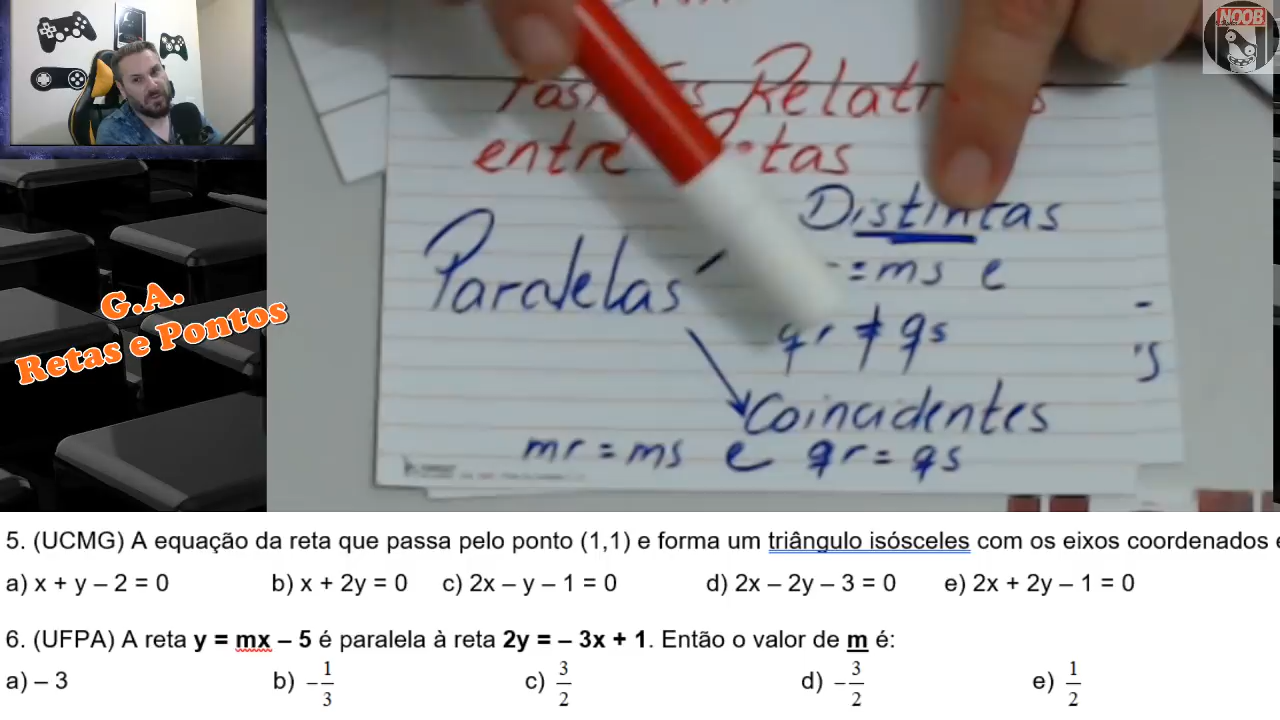 NOOB
Relat
entre
Distintas
Paralelas
= ms e
qr ≠ qs
Coincidentes
mr = ms e qr = qs
G.A.
Retas e Pontos
5. (UCMG) A equação da reta que passa pelo ponto (1,1) e forma um triângulo isósceles com os eixos coordenados
a) x + y – 2 = 0 b) x + 2y = 0 c) 2x – y – 1 = 0 d) 2x – 2y – 3 = 0 e) 2x + 2y – 1 = 0
6. (UFPA) A reta y = mx – 5 é paralela à reta 2y = – 3x + 1. Então o valor de m é:
a) – 3 b) –1/3 c) 3/2 d) –3/2 e) 1/2